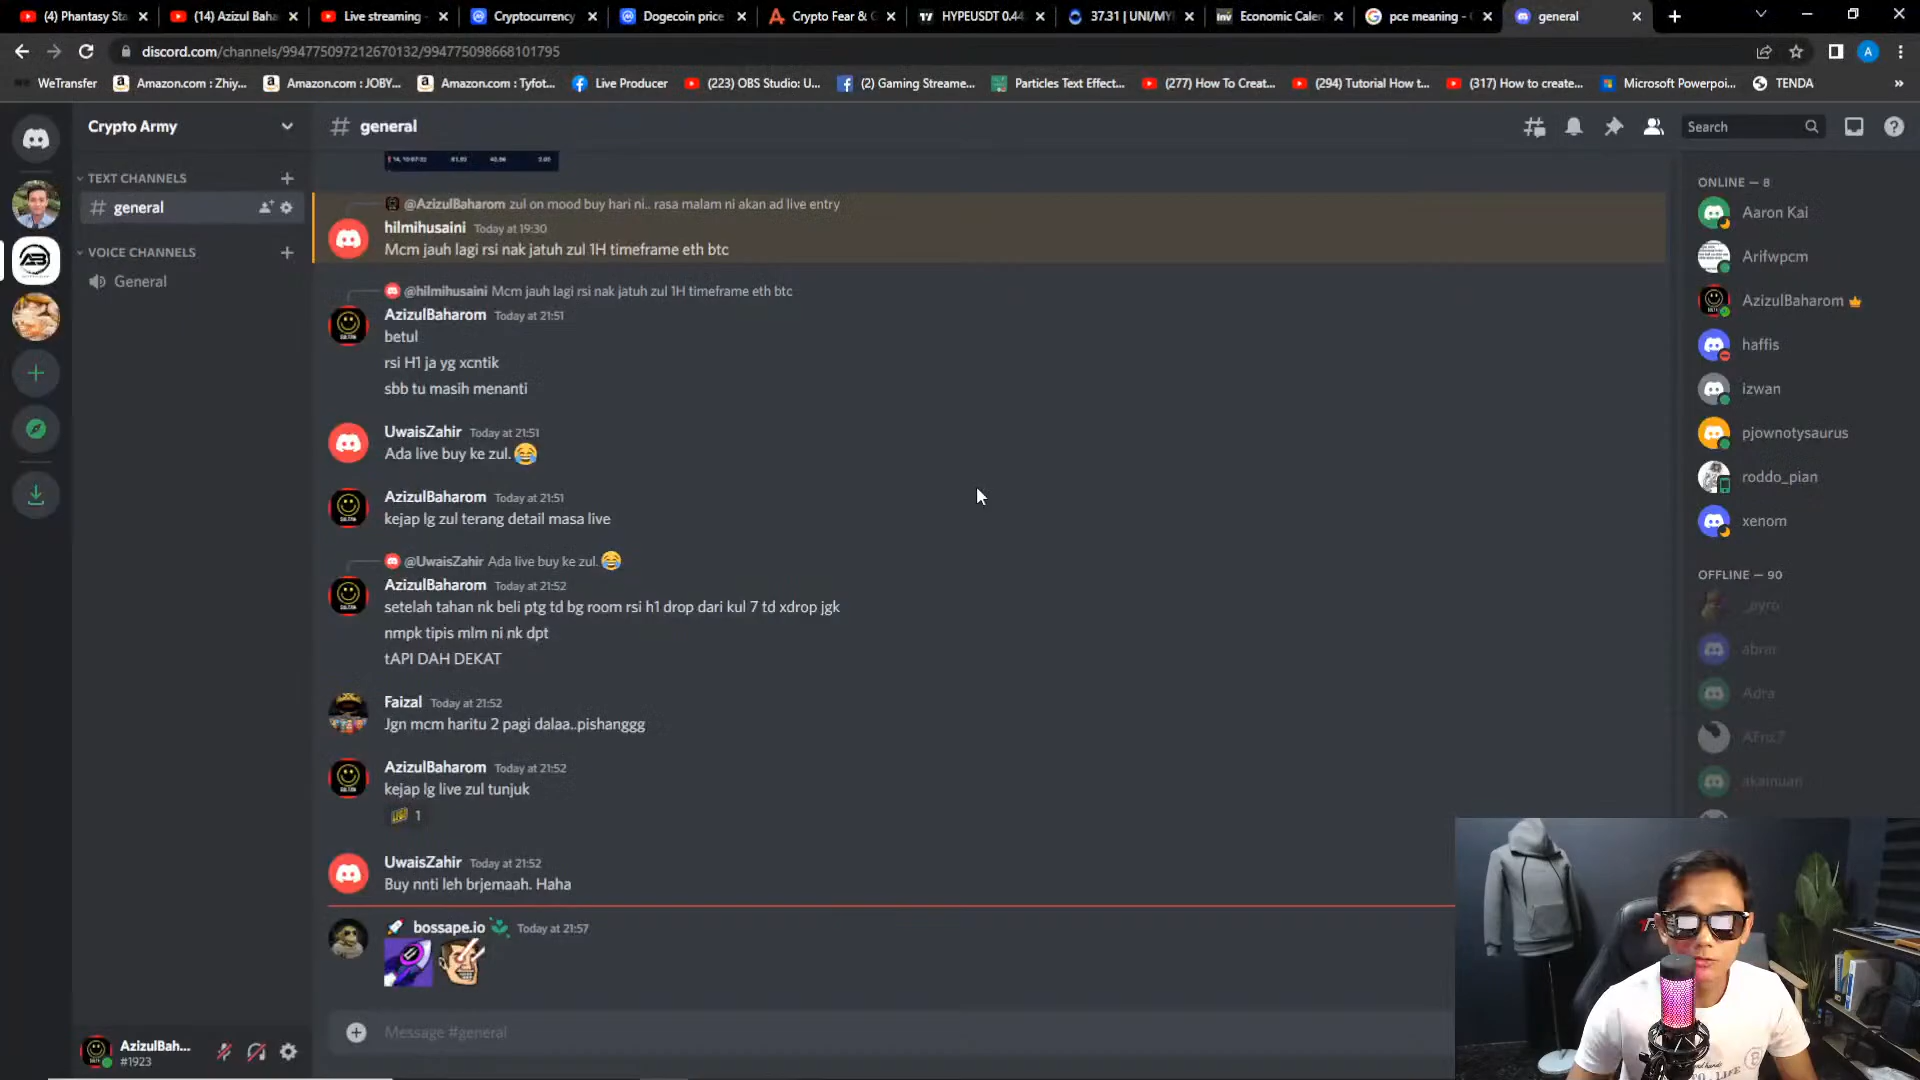 (4) Phantasy Sta
(14) Azizul Baha
Live streaming -
Cryptocurrency
Dogecoin price
Crypto Fear & G
HYPEUSDT 0.44
37.31 | UNI/MYI
Economic Calen
pce meaning -
general
discord.com/channels/994775097212670132/994775098668101795
WeTransfer
Amazon.com : Zhiy...
Amazon.com : JOBY...
Amazon.com : Tyfot...
Live Producer
(223) OBS Studio: U...
(2) Gaming Streame...
Particles Text Effect...
(277) How To Creat...
(294) Tutorial How t...
(317) How to create...
Microsoft Powerpoi...
TENDA
Crypto Army
# general
Search
TEXT CHANNELS
# general
VOICE CHANNELS
General
@AzizulBaharom zul on mood buy hari ni.. rasa malam ni akan ad live entry
hilmihusaini Today at 19:30
Mcm jauh lagi rsi nak jatuh zul 1H timeframe eth btc
@hilmihusaini Mcm jauh lagi rsi nak jatuh zul 1H timeframe eth btc
AzizulBaharom Today at 21:51
betul
rsi H1 ja yg xcntik
sbb tu masih menanti
UwaisZahir Today at 21:51
Ada live buy ke zul.😂
AzizulBaharom Today at 21:51
kejap lg zul terang detail masa live
@UwaisZahir Ada live buy ke zul.😂
AzizulBaharom Today at 21:52
setelah tahan nk beli ptg td bg room rsi h1 drop dari kul 7 td xdrop jgk
nmpk tipis mlm ni nk dpt
tAPI DAH DEKAT
Faizal Today at 21:52
Jgn mcm haritu 2 pagi dalaa..pishanggg
AzizulBaharom Today at 21:52
kejap lg live zul tunjuk
1
UwaisZahir Today at 21:52
Buy nnti leh brjemaah. Haha
🚀 bossape.io Today at 21:57
Message #general
AzizulBah...
#1923
ONLINE — 8
Aaron Kai
Arifwpcm
AzizulBaharom
haffis
izwan
pjownotysaurus
roddo_pian
xenom
OFFLINE — 90
_pyro
abrar
Adra
akainuan